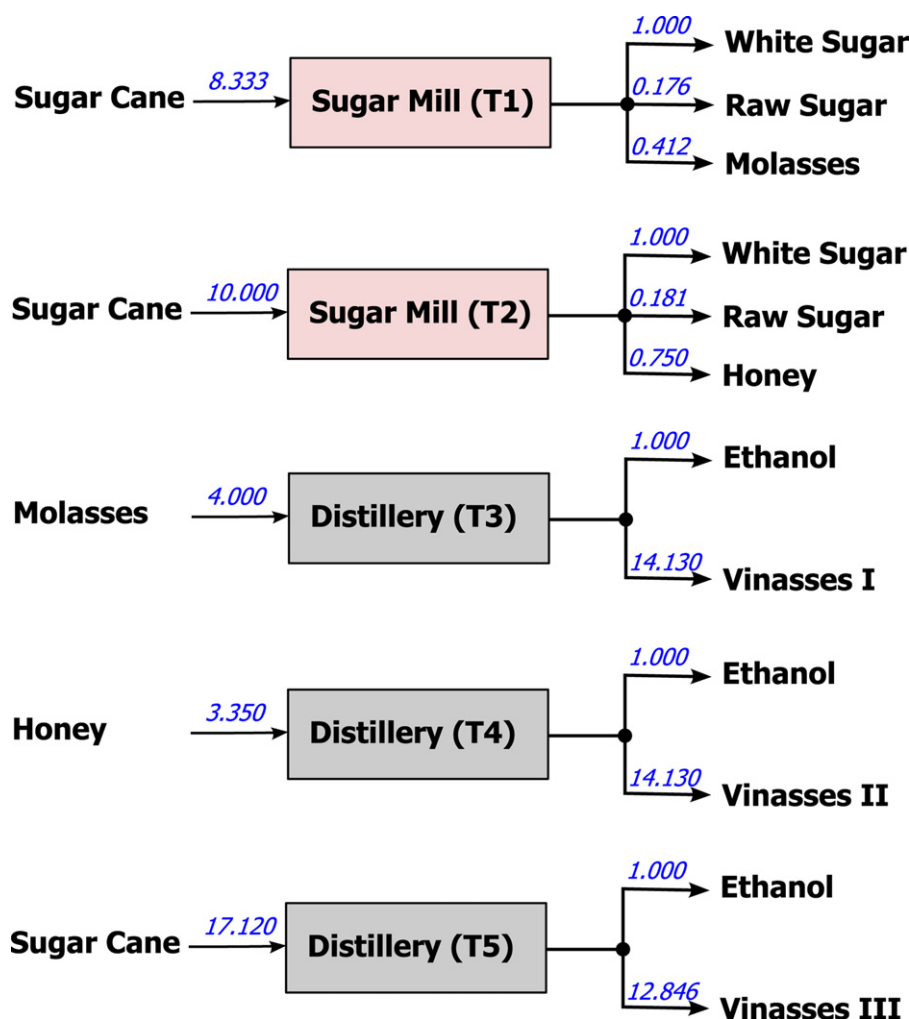 1.000
White Sugar
8.333
Sugar Cane
Sugar Mill (T1)
0.176
Raw Sugar
0.412
Molasses
1.000
White Sugar
10.000
Sugar Cane
Sugar Mill (T2)
0.181
Raw Sugar
0.750
Honey
1.000
Ethanol
4.000
Molasses
Distillery (T3)
14.130
Vinasses I
1.000
Ethanol
3.350
Honey
Distillery (T4)
14.130
Vinasses II
1.000
Ethanol
17.120
Sugar Cane
Distillery (T5)
12.846
Vinasses III